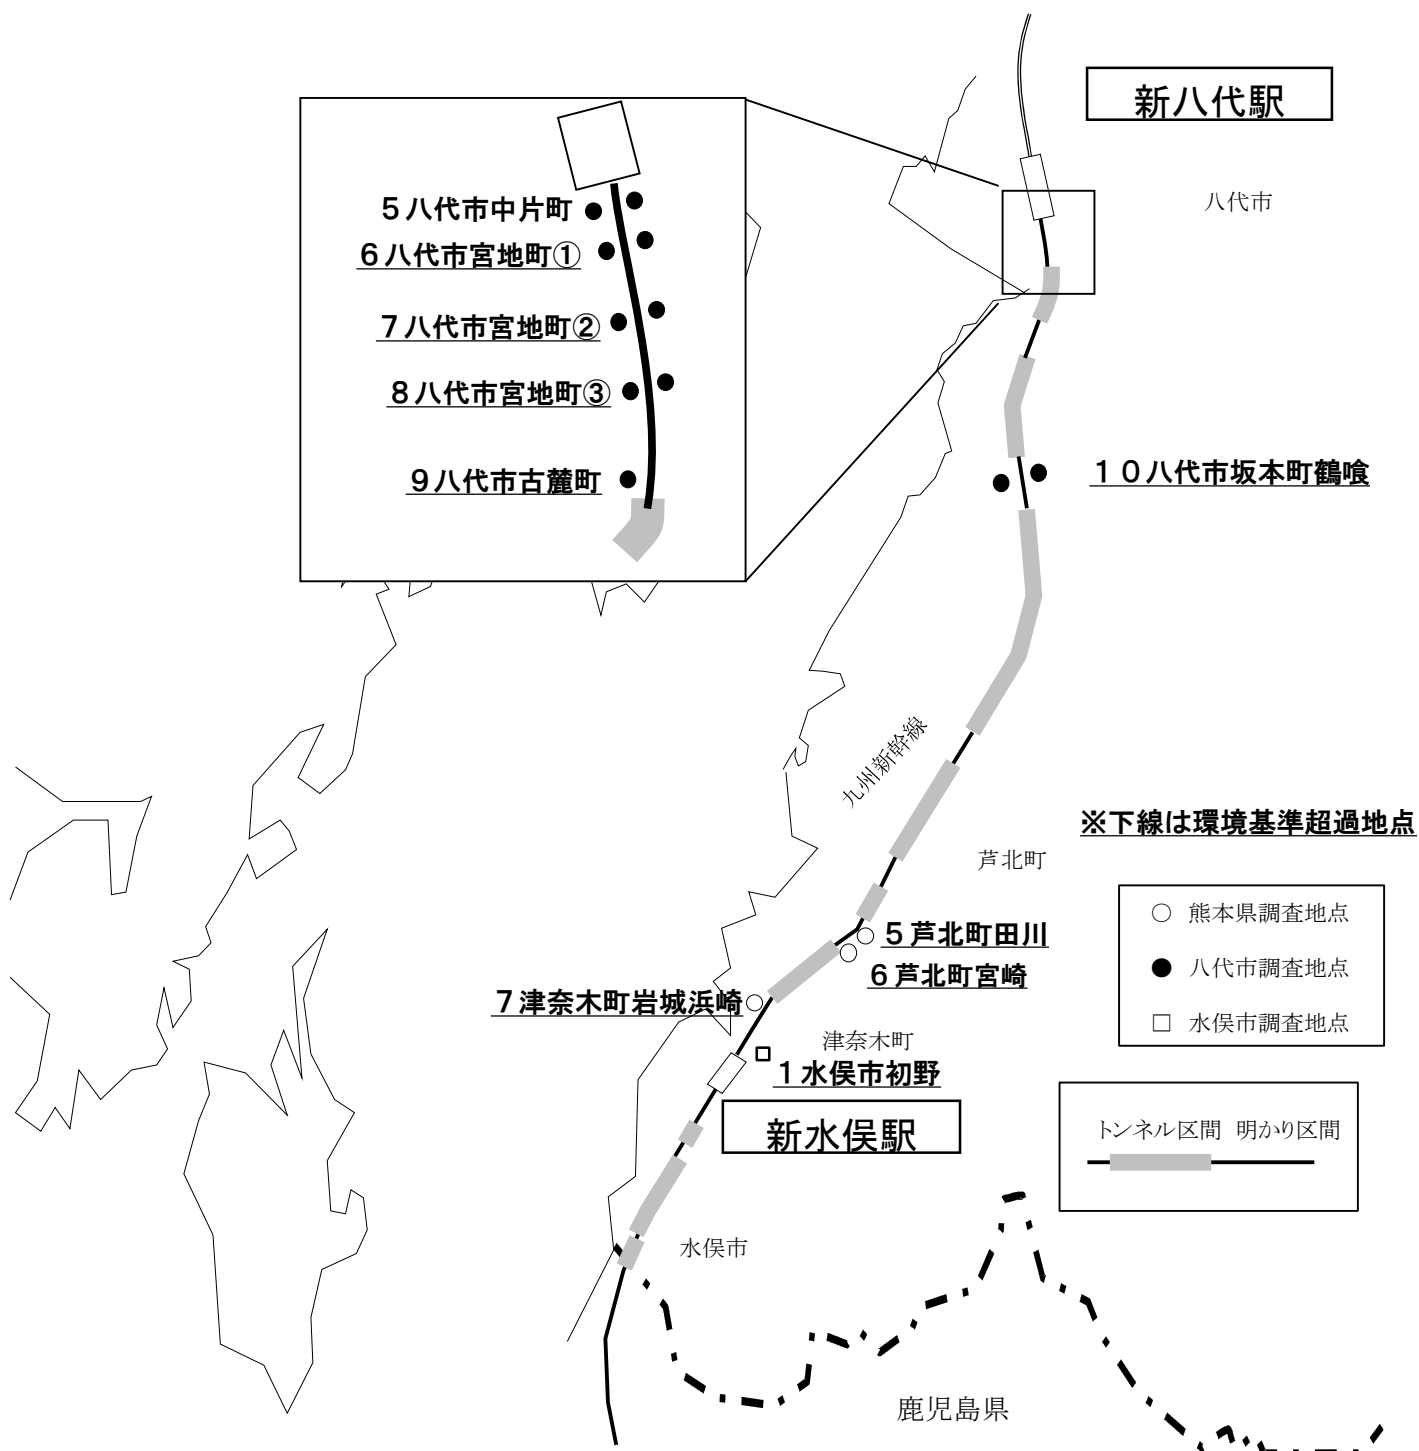 新八代駅
八代市
５八代市中片町
６八代市宮地町①
７八代市宮地町②
８八代市宮地町③
９八代市古麓町
１０八代市坂本町鶴喰
九州新幹線
※下線は環境基準超過地点
芦北町
○ 熊本県調査地点
● 八代市調査地点
□ 水俣市調査地点
５芦北町田川
６芦北町宮崎
７津奈木町岩城浜崎
津奈木町
１水俣市初野
新水俣駅
トンネル区間 明かり区間
水俣市
鹿児島県